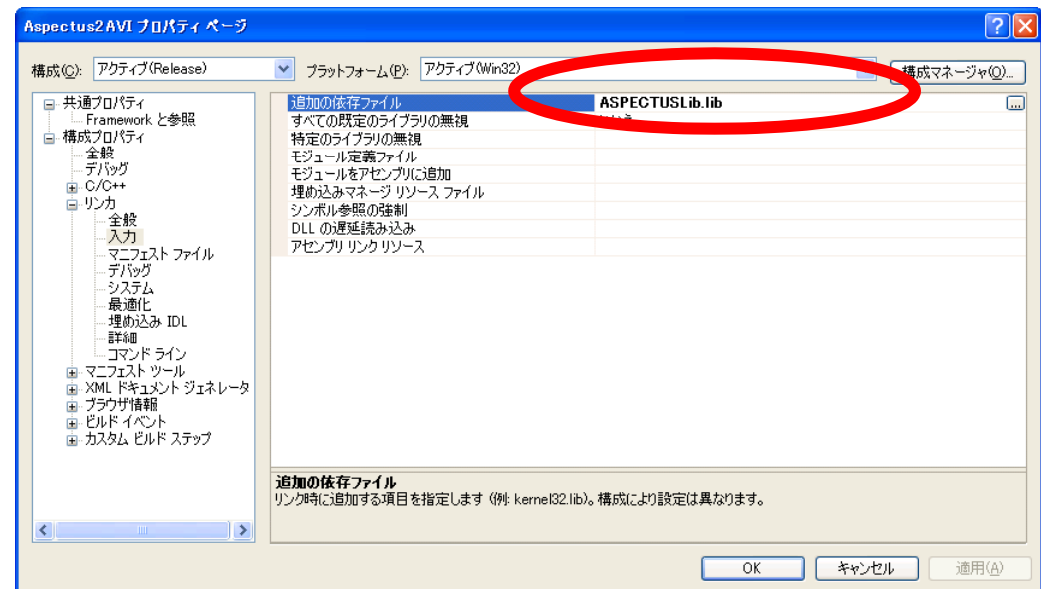 Aspectus2AVI プロパティ ページ
構成(C): アクティブ(Release) プラットフォーム(P): アクティブ(Win32) 構成マネージャ(O)...
共通プロパティ
Framework と参照
構成プロパティ
全般
デバッグ
C/C++
リンカ
全般
入力
マニフェスト ファイル
デバッグ
システム
最適化
埋め込み IDL
詳細
コマンド ライン
マニフェスト ツール
XML ドキュメント ジェネレータ
ブラウザ情報
ビルド イベント
カスタム ビルド ステップ
追加の依存ファイル ASPECTUSLib.lib ...
すべての既定のライブラリの無視
特定のライブラリの無視
モジュール定義ファイル
モジュールをアセンブリに追加
埋め込みマネージ リソース ファイル
シンボル参照の強制
DLL の遅延読み込み
アセンブリ リンク リソース
追加の依存ファイル
リンク時に追加する項目を指定します (例: kernel32.lib)。構成により設定は異なります。
OK キャンセル 適用(A)